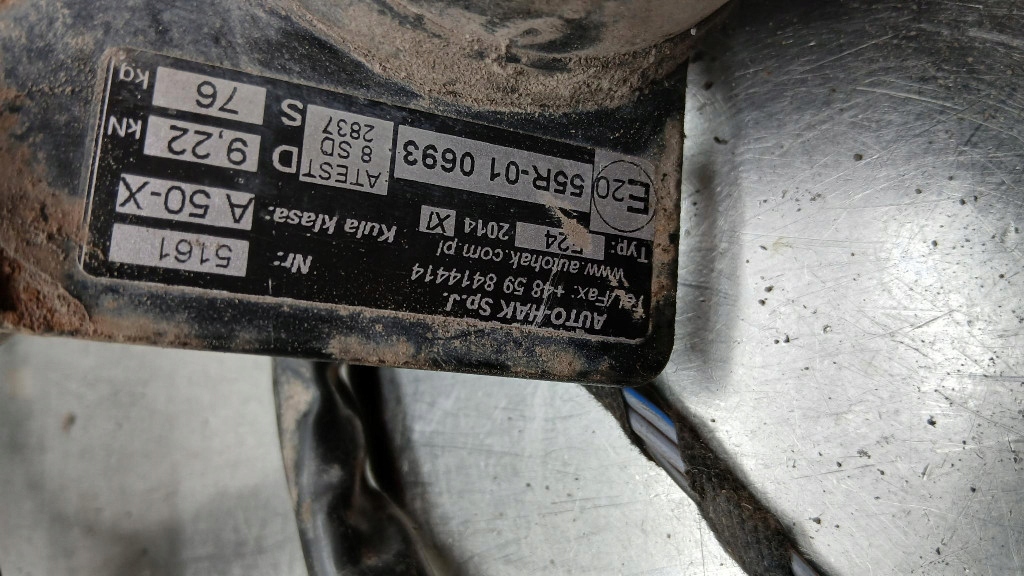 AUTO-HAK Sp.J.
Tel/Fax: +48 59 8414414
www.autohak.com.pl
Typ: 2014 XI
E20 55R-01 0693
Nr: 5161
Kula klasa: A 50-X
ATEST
8 SD
2837
D 9,22 kN
S 76 kg